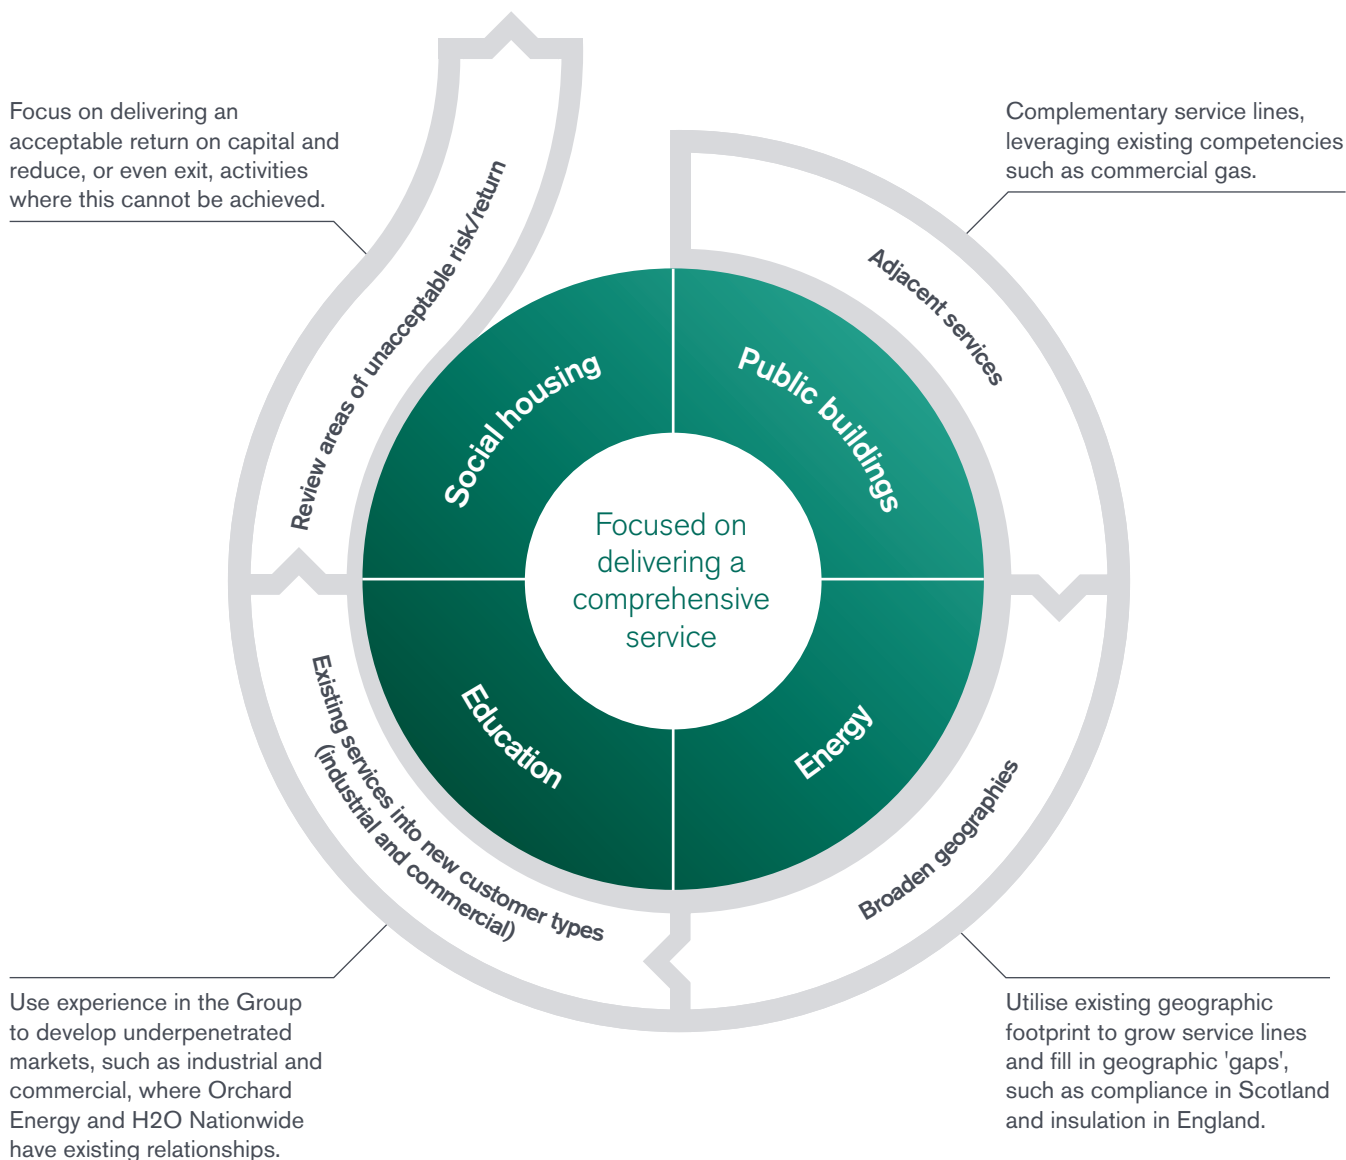 Focus on delivering an
acceptable return on capital and
reduce, or even exit, activities
where this cannot be achieved.
Complementary service lines,
leveraging existing competencies
such as commercial gas.
Review areas of unacceptable risk/return
Adjacent services
Social housing
Public buildings
Focused on
delivering a
comprehensive
service
Education
Energy
Existing services into new customer types
(industrial and commercial)
Broaden geographies
Use experience in the Group
to develop underpenetrated
markets, such as industrial and
commercial, where Orchard
Energy and H2O Nationwide
have existing relationships.
Utilise existing geographic
footprint to grow service lines
and fill in geographic 'gaps',
such as compliance in Scotland
and insulation in England.